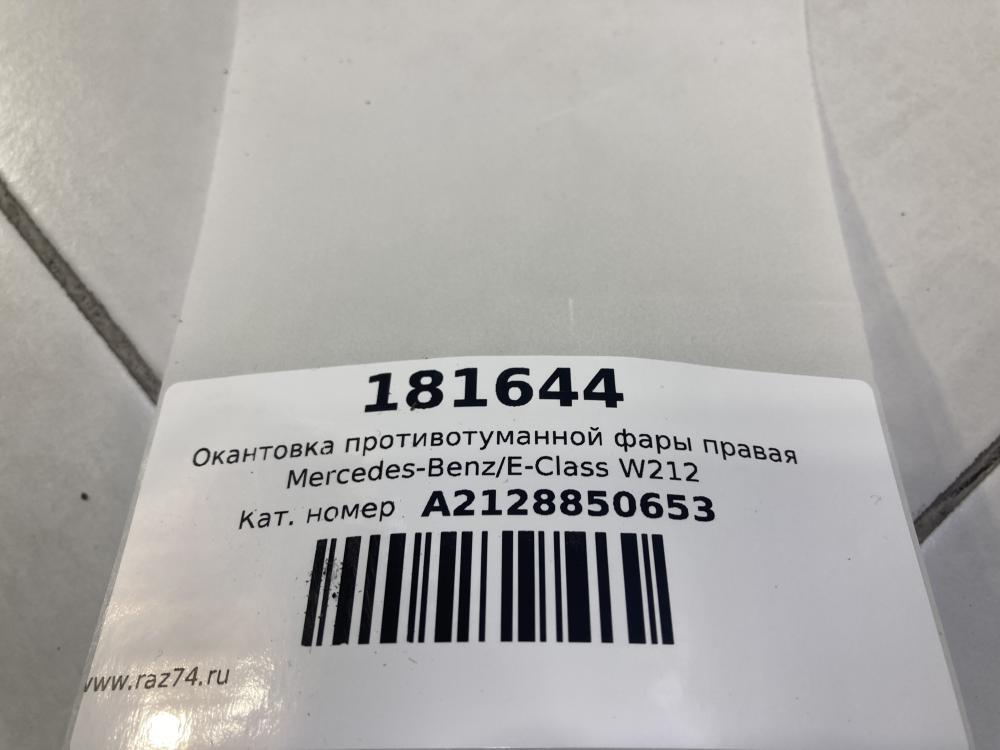 181644
Окантовка противотуманной фары правая
Mercedes-Benz/E-Class W212
Кат. номер A2128850653
www.raz74.ru